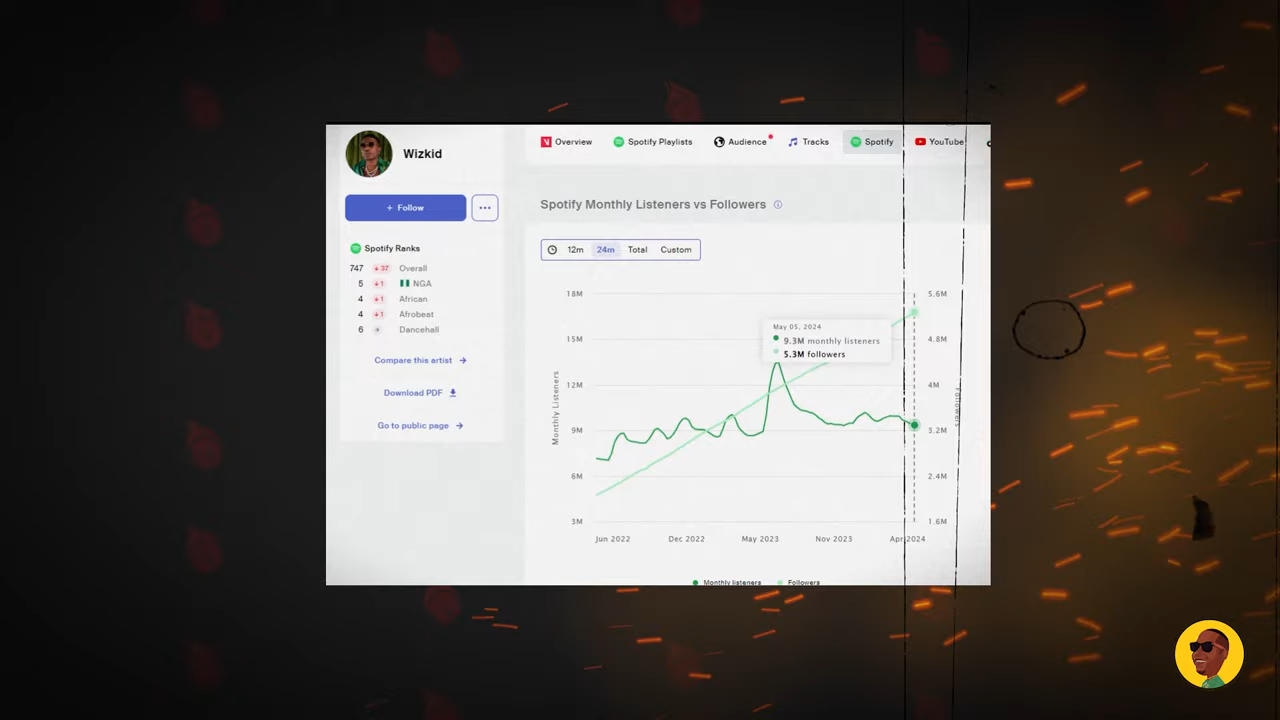 Wizkid
+ Follow
...
Spotify Ranks
747 37 Overall
5 1 NGA
4 1 African
4 1 Afrobeat
6 Dancehall
Compare this artist
Download PDF
Go to public page
Overview Spotify Playlists Audience Tracks Spotify YouTube
Spotify Monthly Listeners vs Followers
12m 24m Total Custom
18M 5.6M
May 05, 2024
9.3M monthly listeners
5.3M followers
15M 4.8M
12M 4M
9M 3.2M
6M 2.4M
3M 1.6M
Monthly Listeners
Followers
Jun 2022 Dec 2022 May 2023 Nov 2023 Apr 2024
Monthly listeners Followers